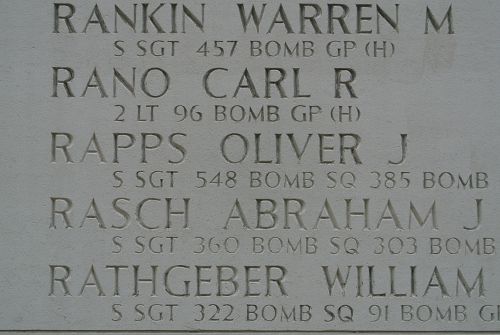 RANKIN WARREN M
S SGT 457 BOMB GP (H)
RANO CARL R
2 LT 96 BOMB GP (H)
RAPPS OLIVER J
S SGT 548 BOMB SQ 385 BOMB
RASCH ABRAHAM J
S SGT 360 BOMB SQ 303 BOMB
RATHGEBER WILLIAM
S SGT 322 BOMB SQ 91 BOMB G